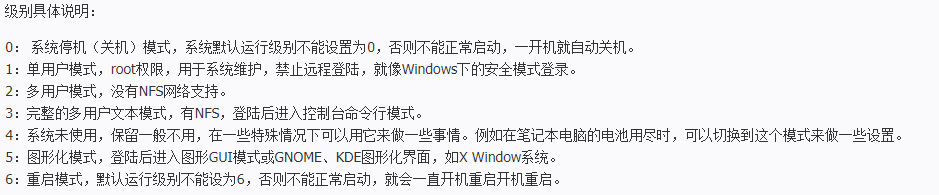 级别具体说明：
0： 系统停机（关机）模式，系统默认运行级别不能设置为0，否则不能正常启动，一开机就自动关机。
1：单用户模式，root权限，用于系统维护，禁止远程登陆，就像Windows下的安全模式登录。
2：多用户模式，没有NFS网络支持。
3：完整的多用户文本模式，有NFS，登陆后进入控制台命令行模式。
4：系统未使用，保留一般不用，在一些特殊情况下可以用它来做一些事情。例如在笔记本电脑的电池用尽时，可以切换到这个模式来做一些设置。
5：图形化模式，登陆后进入图形GUI模式或GNOME、KDE图形化界面，如X Window系统。
6：重启模式，默认运行级别不能设为6，否则不能正常启动，就会一直开机重启开机重启。